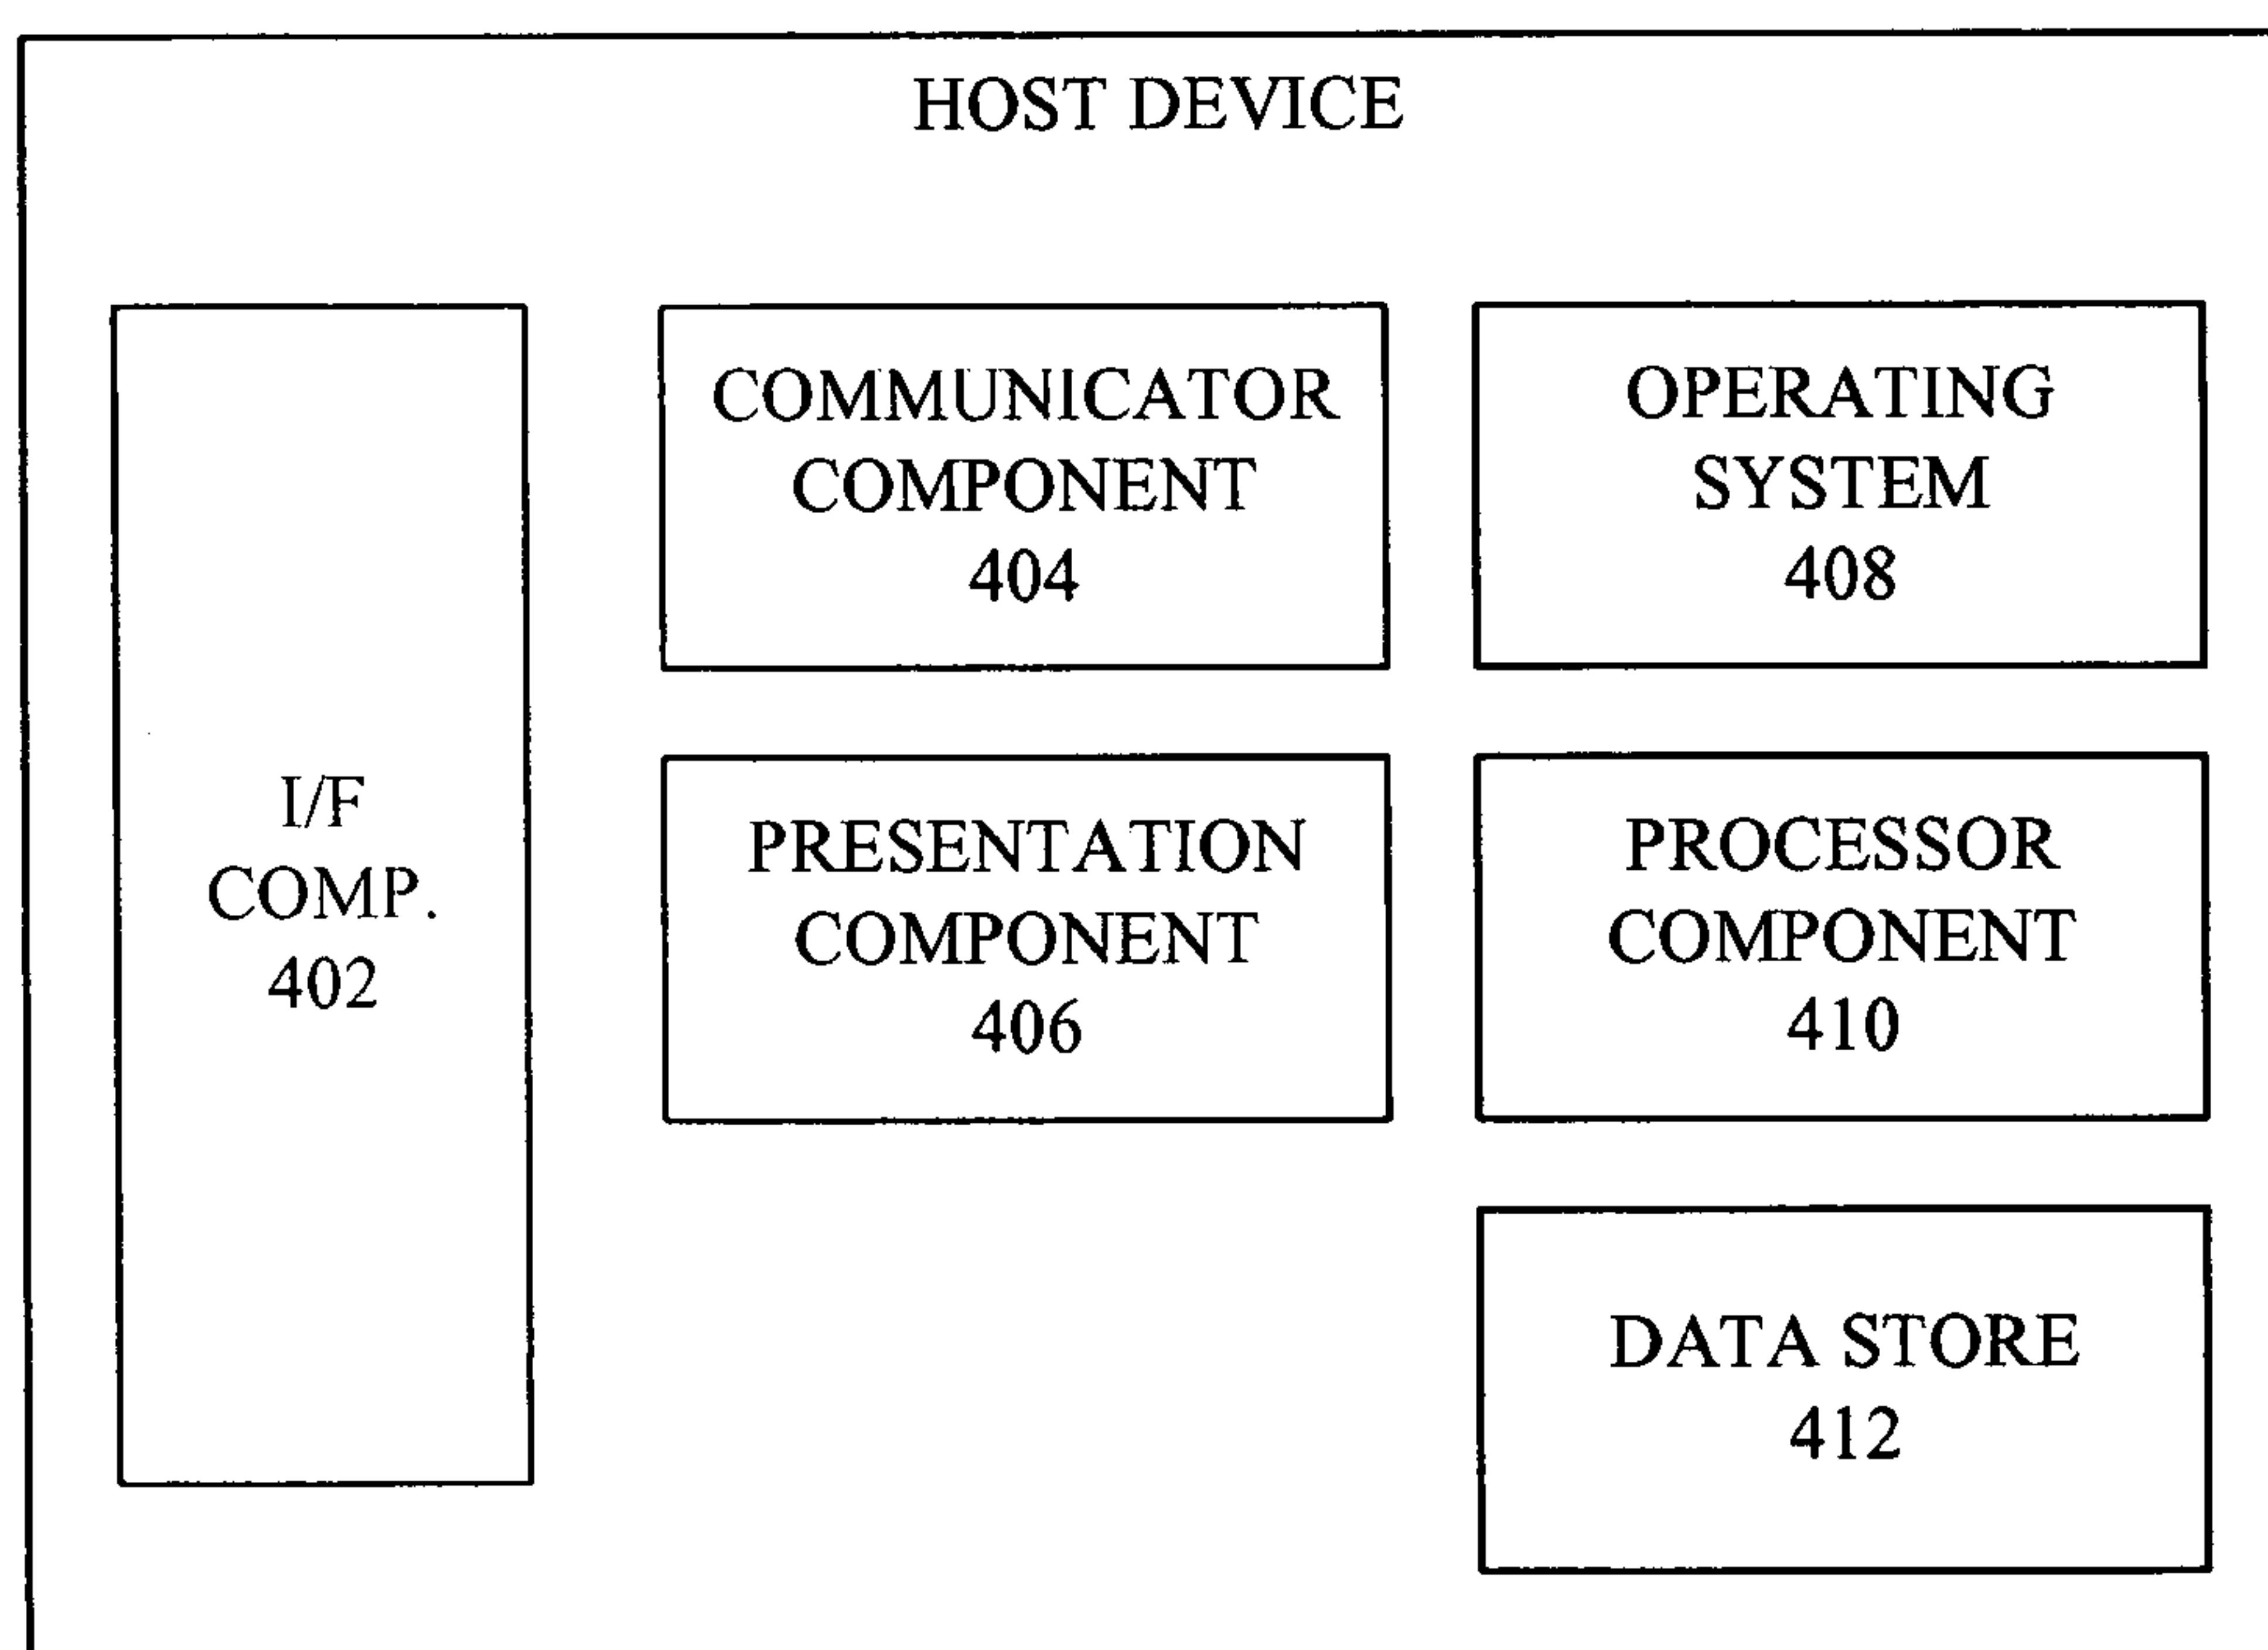 HOST DEVICE
I/F
COMP.
402
COMMUNICATOR
COMPONENT
404
PRESENTATION
COMPONENT
406
OPERATING
SYSTEM
408
PROCESSOR
COMPONENT
410
DATA STORE
412